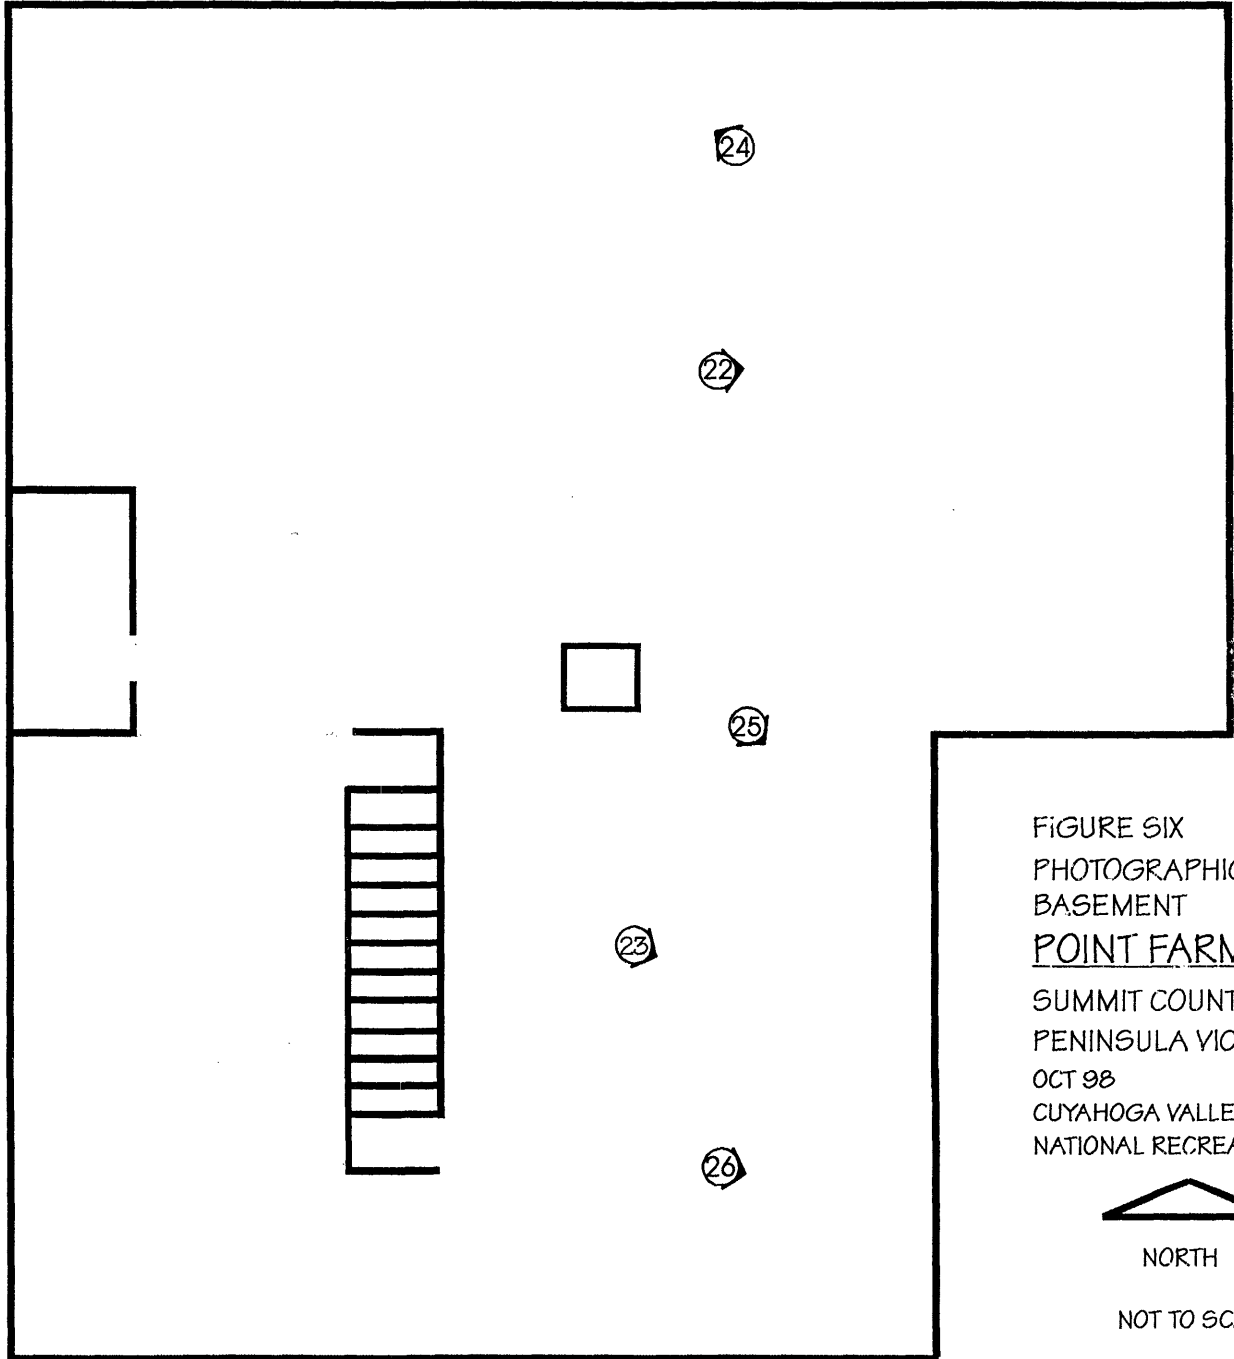 24
22
25
23
26
FIGURE SIX
PHOTOGRAPHIC
BASEMENT
POINT FARM
SUMMIT COUNT
PENINSULA VIC
OCT 98
CUYAHOGA VALLE
NATIONAL RECREA
NORTH
NOT TO SC